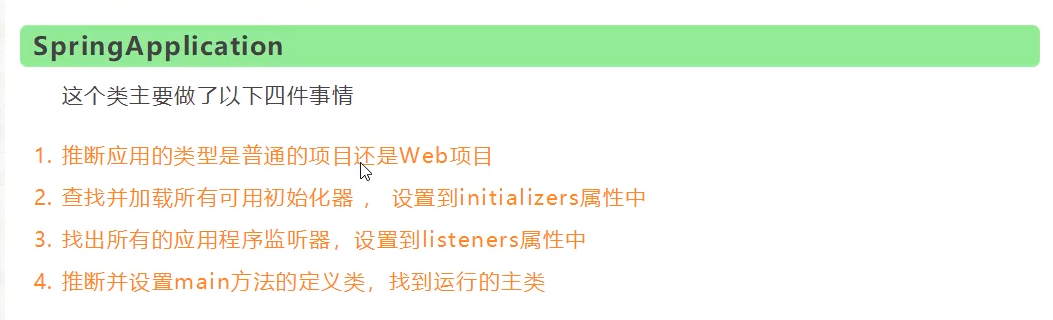 SpringApplication
这个类主要做了以下四件事情
1. 推断应用的类型是普通的项目还是Web项目
2. 查找并加载所有可用初始化器 ， 设置到initializers属性中
3. 找出所有的应用程序监听器，设置到listeners属性中
4. 推断并设置main方法的定义类，找到运行的主类